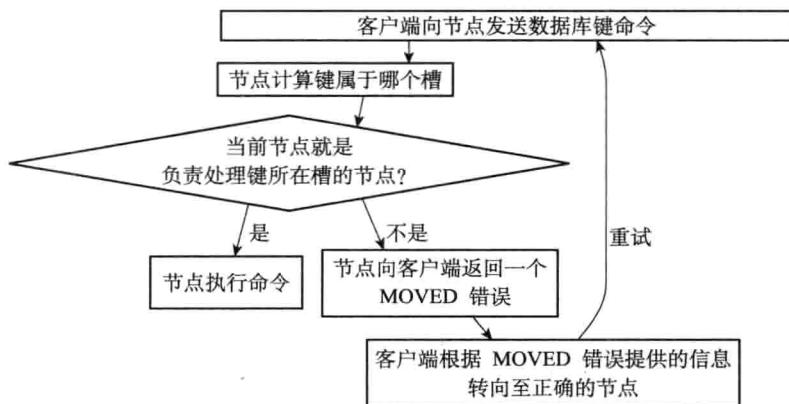 客户端向节点发送数据库键命令
节点计算键属于哪个槽
当前节点就是
负责处理键所在槽的节点?
是
不是
重试
节点执行命令
节点向客户端返回一个
MOVED 错误
客户端根据 MOVED 错误提供的信息
转向至正确的节点